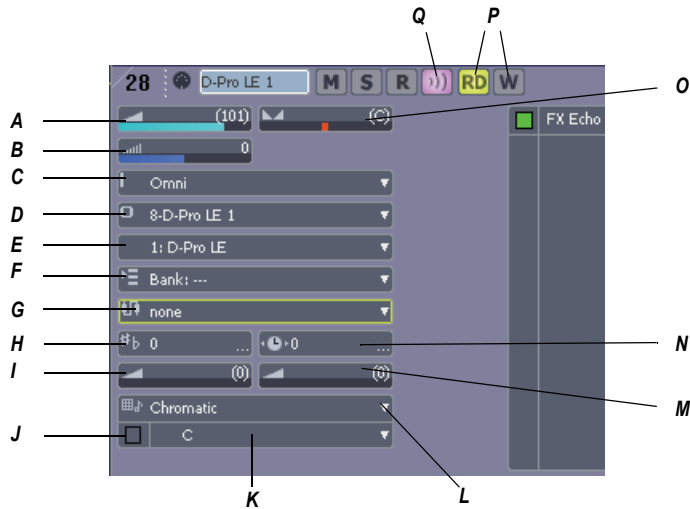 Q P
28 D-Pro LE 1 M S R RD W
O
A (101) (C) FX Echo
B 0
C Omni
D 8-D-Pro LE 1
E 1: D-Pro LE
F Bank: ---
G none
H 0 ... 0 ... N
I (0) (0)
M
Chromatic
J C
K L